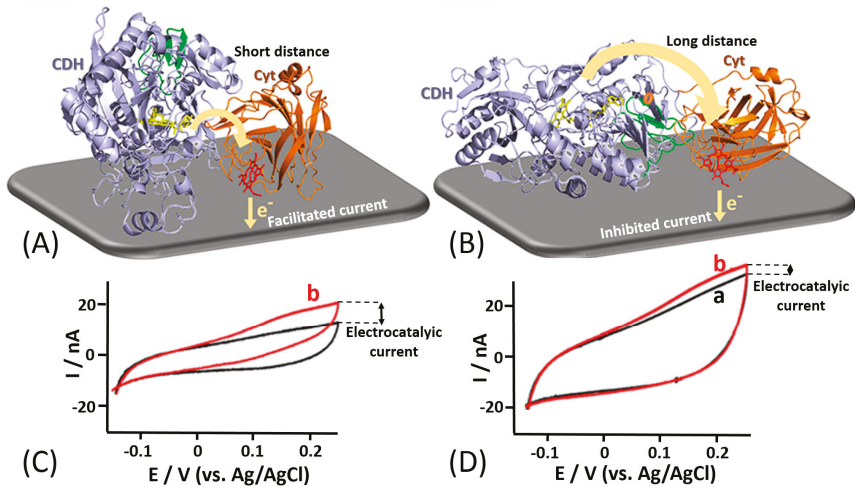 (A)
CDH
Short distance
Cyt
e-
Facilitated current
(B)
CDH
Long distance
Cyt
e-
Inhibited current
(C)
I / nA
20
0
-20
-0.1
0
0.1
0.2
E / V (vs. Ag/AgCl)
b
Electrocatalyic
current
(D)
I / nA
20
0
-20
-0.1
0
0.1
0.2
E / V (vs. Ag/AgCl)
b
a
Electrocatalyic
current